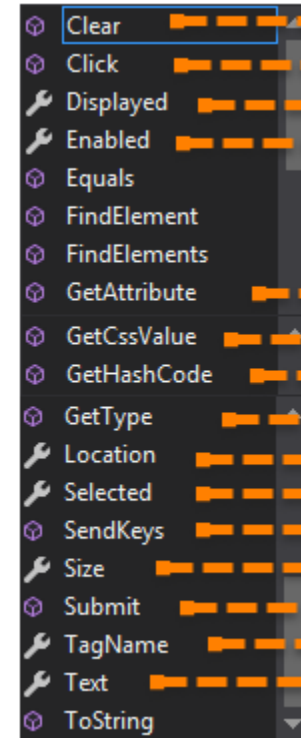 Clear
Click
Displayed
Enabled
Equals
FindElement
FindElements
GetAttribute
GetCssValue
GetHashCode
GetType
Location
Selected
SendKeys
Size
Submit
TagName
Text
ToString